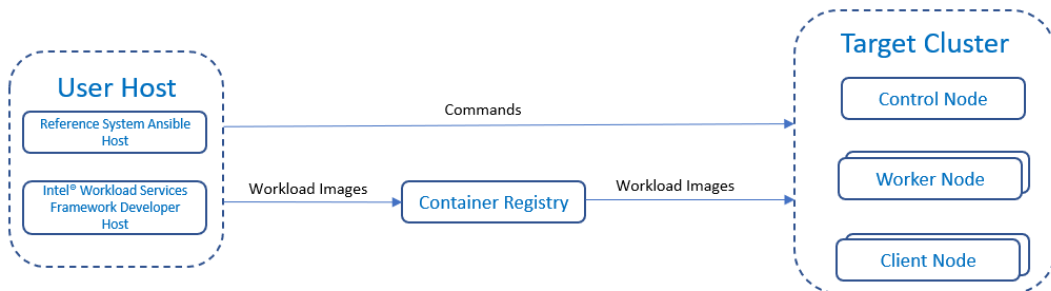 User Host
Reference System Ansible
Host
Intel® Workload Services
Framework Developer
Host
Commands
Workload Images
Container Registry
Workload Images
Target Cluster
Control Node
Worker Node
Client Node